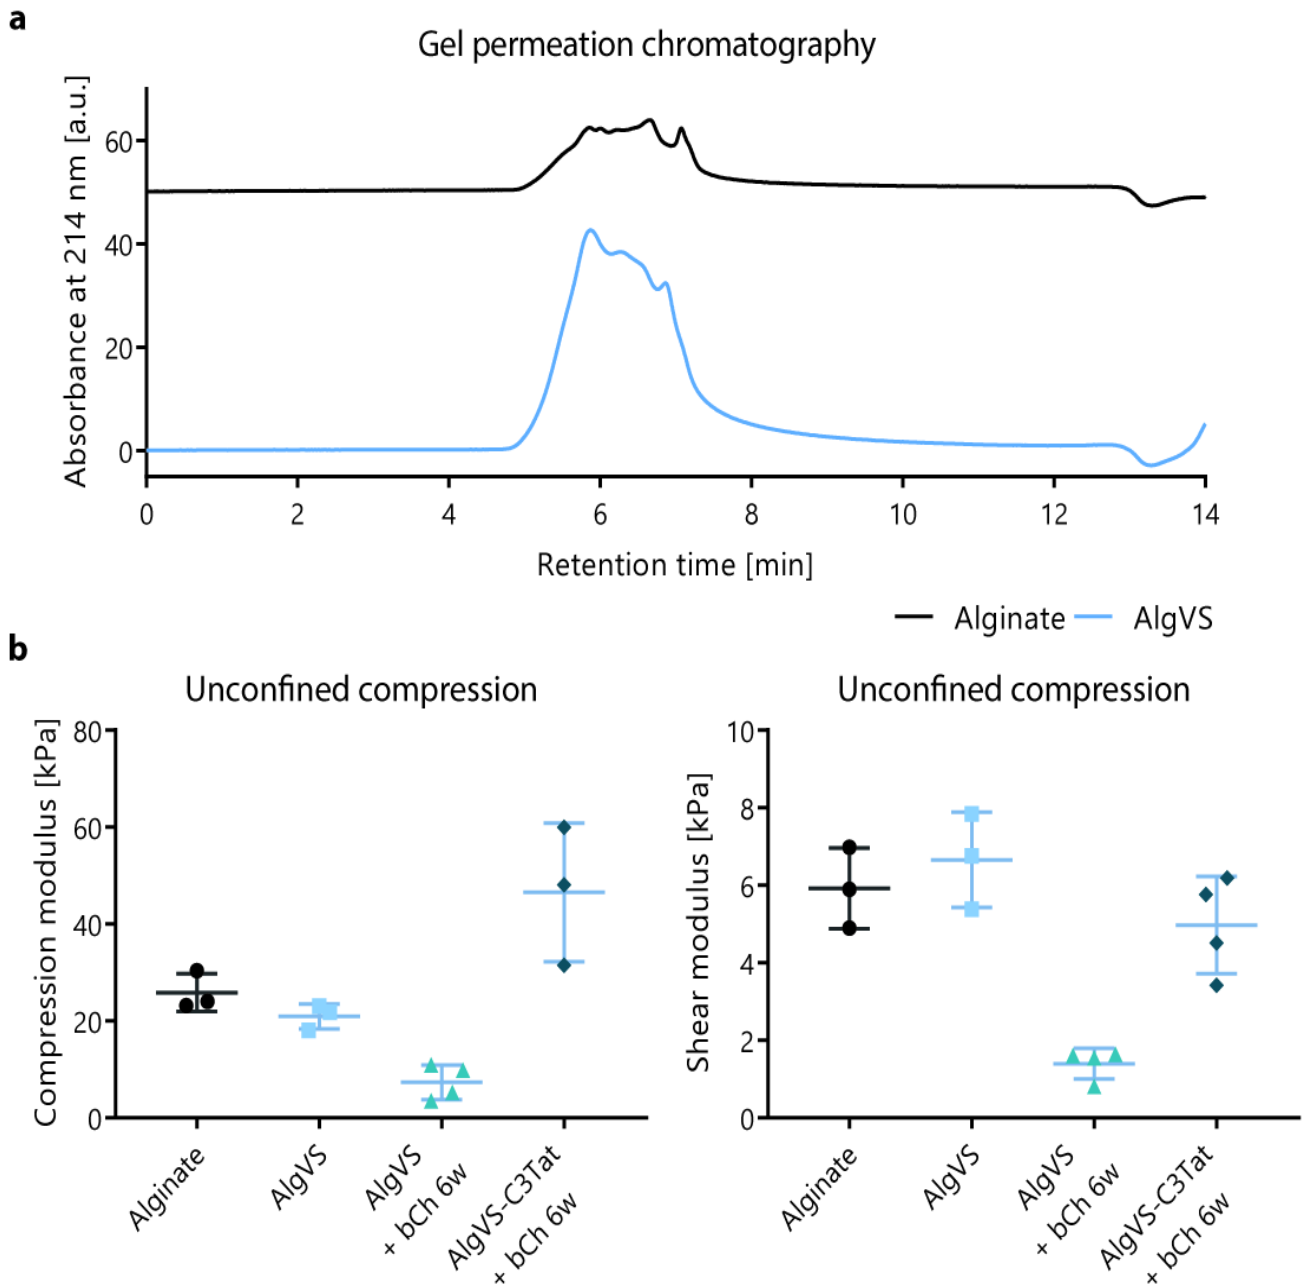 a
Gel permeation chromatography
Absorbance at 214 nm [a.u.]
60
40
20
0
0 2 4 6 8 10 12 14
Retention time [min]
Alginate AlgVS
b
Unconfined compression
Compression modulus [kPa]
80
60
40
20
0
Alginate
AlgVS
AlgVS
+ bCh 6w
AlgVS-C3Tat
+ bCh 6w
Unconfined compression
Shear modulus [kPa]
10
8
6
4
2
0
Alginate
AlgVS
AlgVS
+ bCh 6w
AlgVS-C3Tat
+ bCh 6w